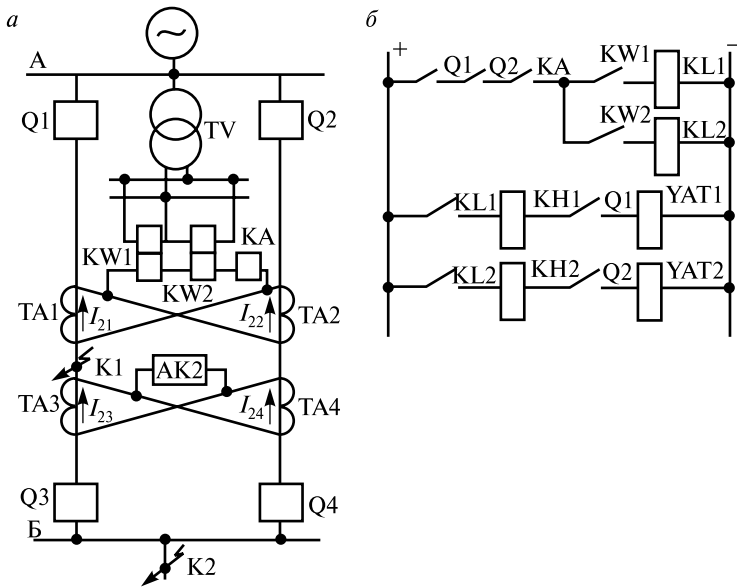 а
А
Q1
TV
Q2
KW1
KA
KW2
TA1
I21
I22
TA2
K1
AK2
TA3
I23
I24
TA4
Q3
Q4
Б
K2
б
+
–
Q1 Q2 KA KW1 KL1
KW2 KL2
KL1 KH1 Q1 YAT1
KL2 KH2 Q2 YAT2